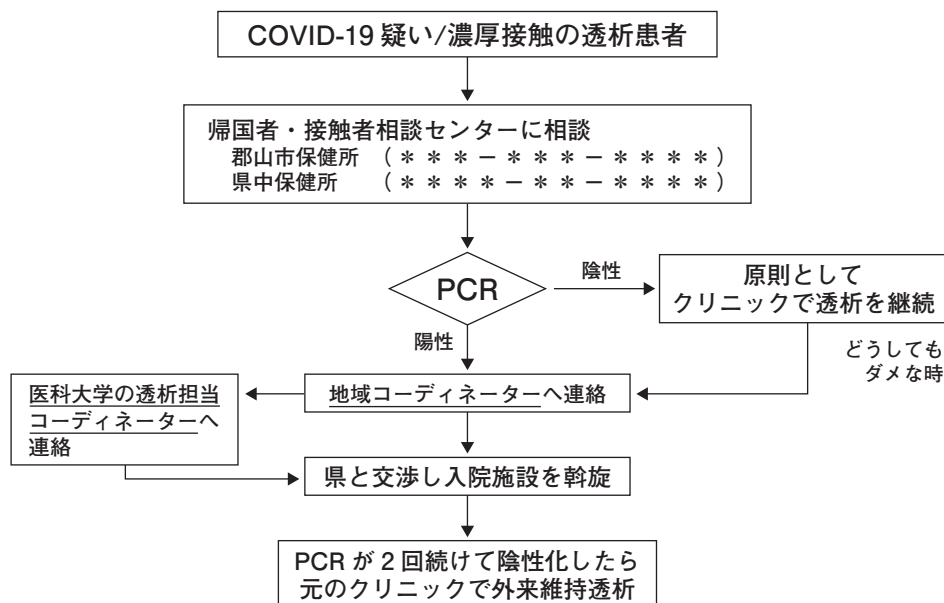 COVID-19 疑い/濃厚接触の透析患者
帰国者・接触者相談センターに相談
郡山市保健所 （＊＊＊－＊＊＊－＊＊＊＊）
県中保健所 （＊＊＊＊－＊＊－＊＊＊＊）
PCR
陰性
原則として
クリニックで透析を継続
陽性
どうしても
ダメな時
地域コーディネーターへ連絡
医科大学の透析担当
コーディネーターへ
連絡
県と交渉し入院施設を斡旋
PCR が 2 回続けて陰性化したら
元のクリニックで外来維持透析